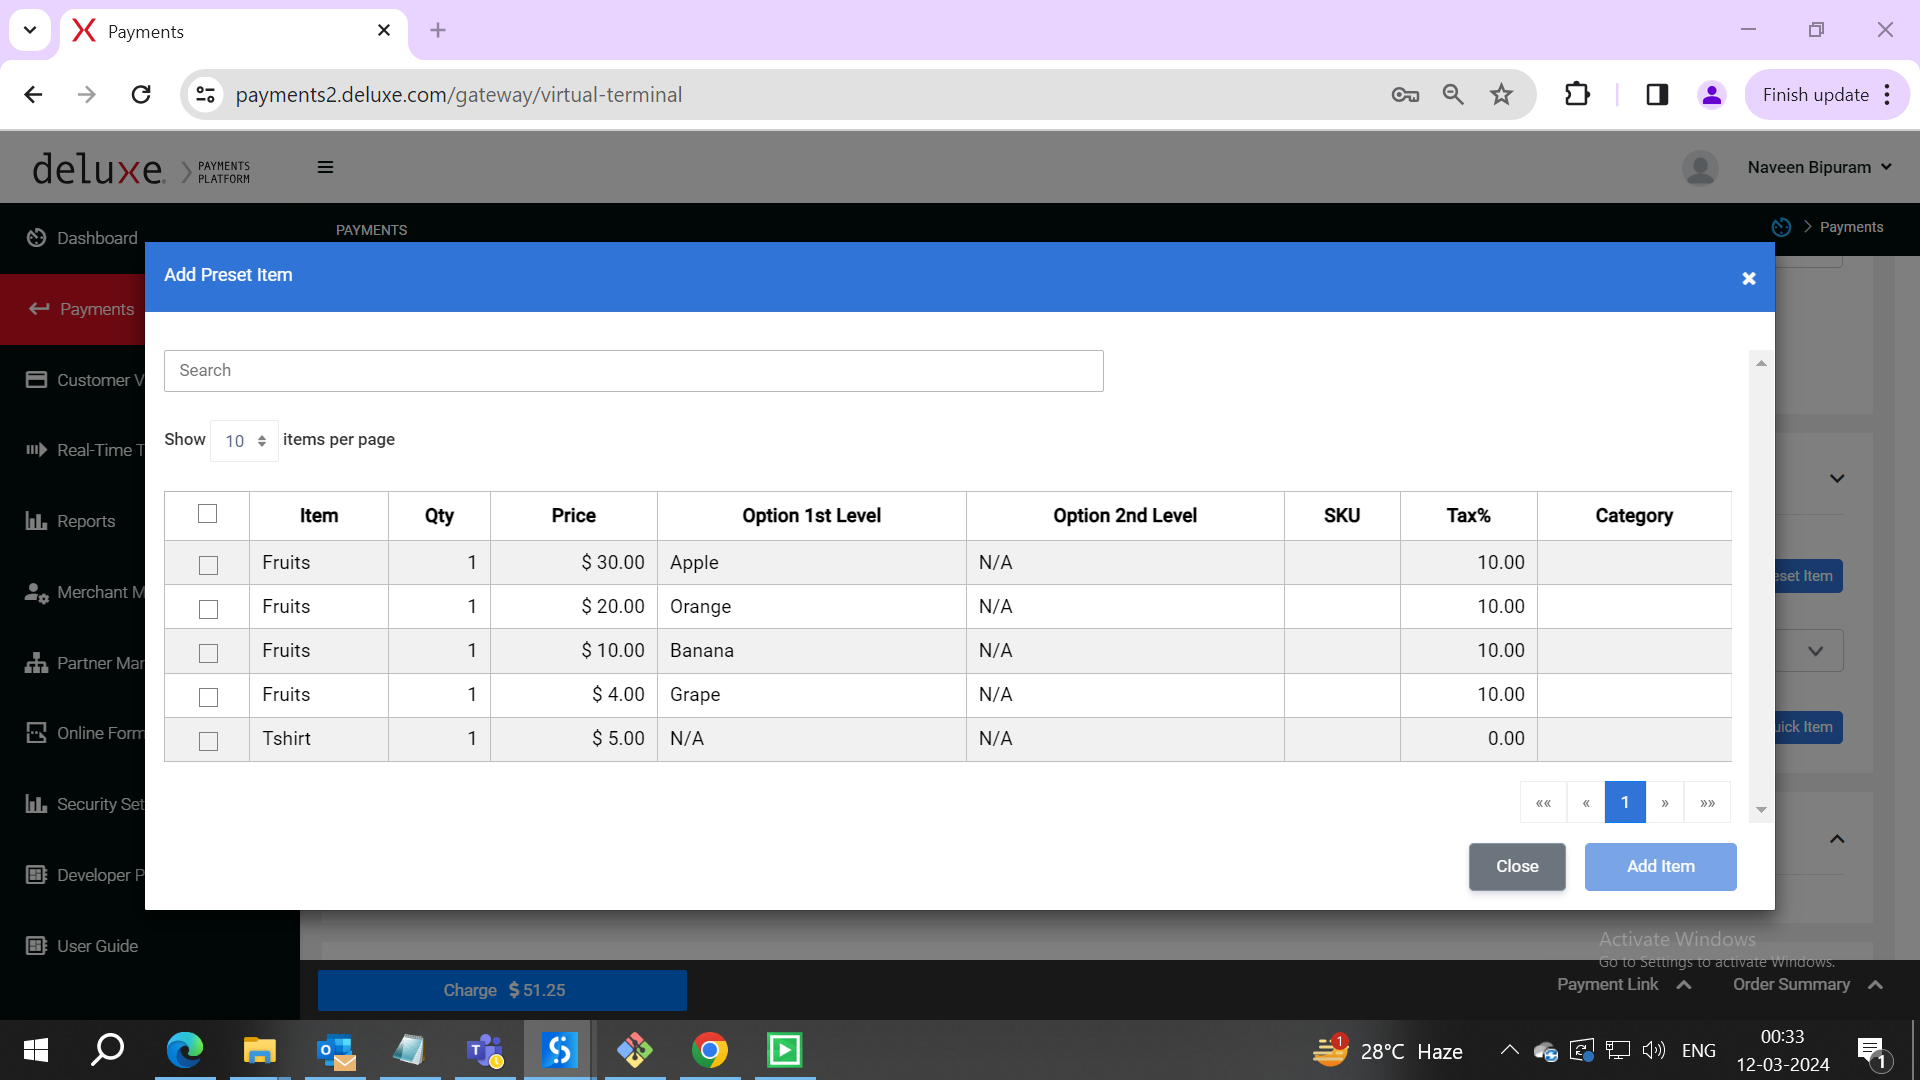 Payments
payments2.deluxe.com/gateway/virtual-terminal
Finish update
deluxe. PAYMENTS PLATFORM
Naveen Bipuram
Dashboard
PAYMENTS
Payments
Add Preset Item
Payments
Search
Customer V
Show 10 items per page
Real-Time T
Item Qty Price Option 1st Level Option 2nd Level SKU Tax% Category
Reports
Fruits 1 $ 30.00 Apple N/A 10.00
eset Item
Merchant M
Fruits 1 $ 20.00 Orange N/A 10.00
Fruits 1 $ 10.00 Banana N/A 10.00
Partner Mar
Fruits 1 $ 4.00 Grape N/A 10.00
Online Form
uick Item
Tshirt 1 $ 5.00 N/A N/A 0.00
«« « 1 » »»
Security Set
Close Add Item
Developer P
User Guide
Activate Windows
Go to Settings to activate Windows.
Charge $ 51.25
Payment Link Order Summary
1 28°C Haze ENG 00:33
12-03-2024
1